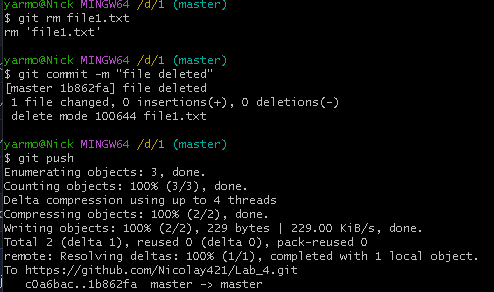 yarmo@Nick MINGW64 /d/1 (master)
$ git rm file1.txt
rm 'file1.txt'
yarmo@Nick MINGW64 /d/1 (master)
$ git commit -m "file deleted"
[master 1b862fa] file deleted
1 file changed, 0 insertions(+), 0 deletions(-)
delete mode 100644 file1.txt
yarmo@Nick MINGW64 /d/1 (master)
$ git push
Enumerating objects: 3, done.
Counting objects: 100% (3/3), done.
Delta compression using up to 4 threads
Compressing objects: 100% (2/2), done.
Writing objects: 100% (2/2), 229 bytes | 229.00 KiB/s, done.
Total 2 (delta 1), reused 0 (delta 0), pack-reused 0
remote: Resolving deltas: 100% (1/1), completed with 1 local object.
To https://github.com/Nicolay421/Lab_4.git
c0a6bac..1b862fa master -> master